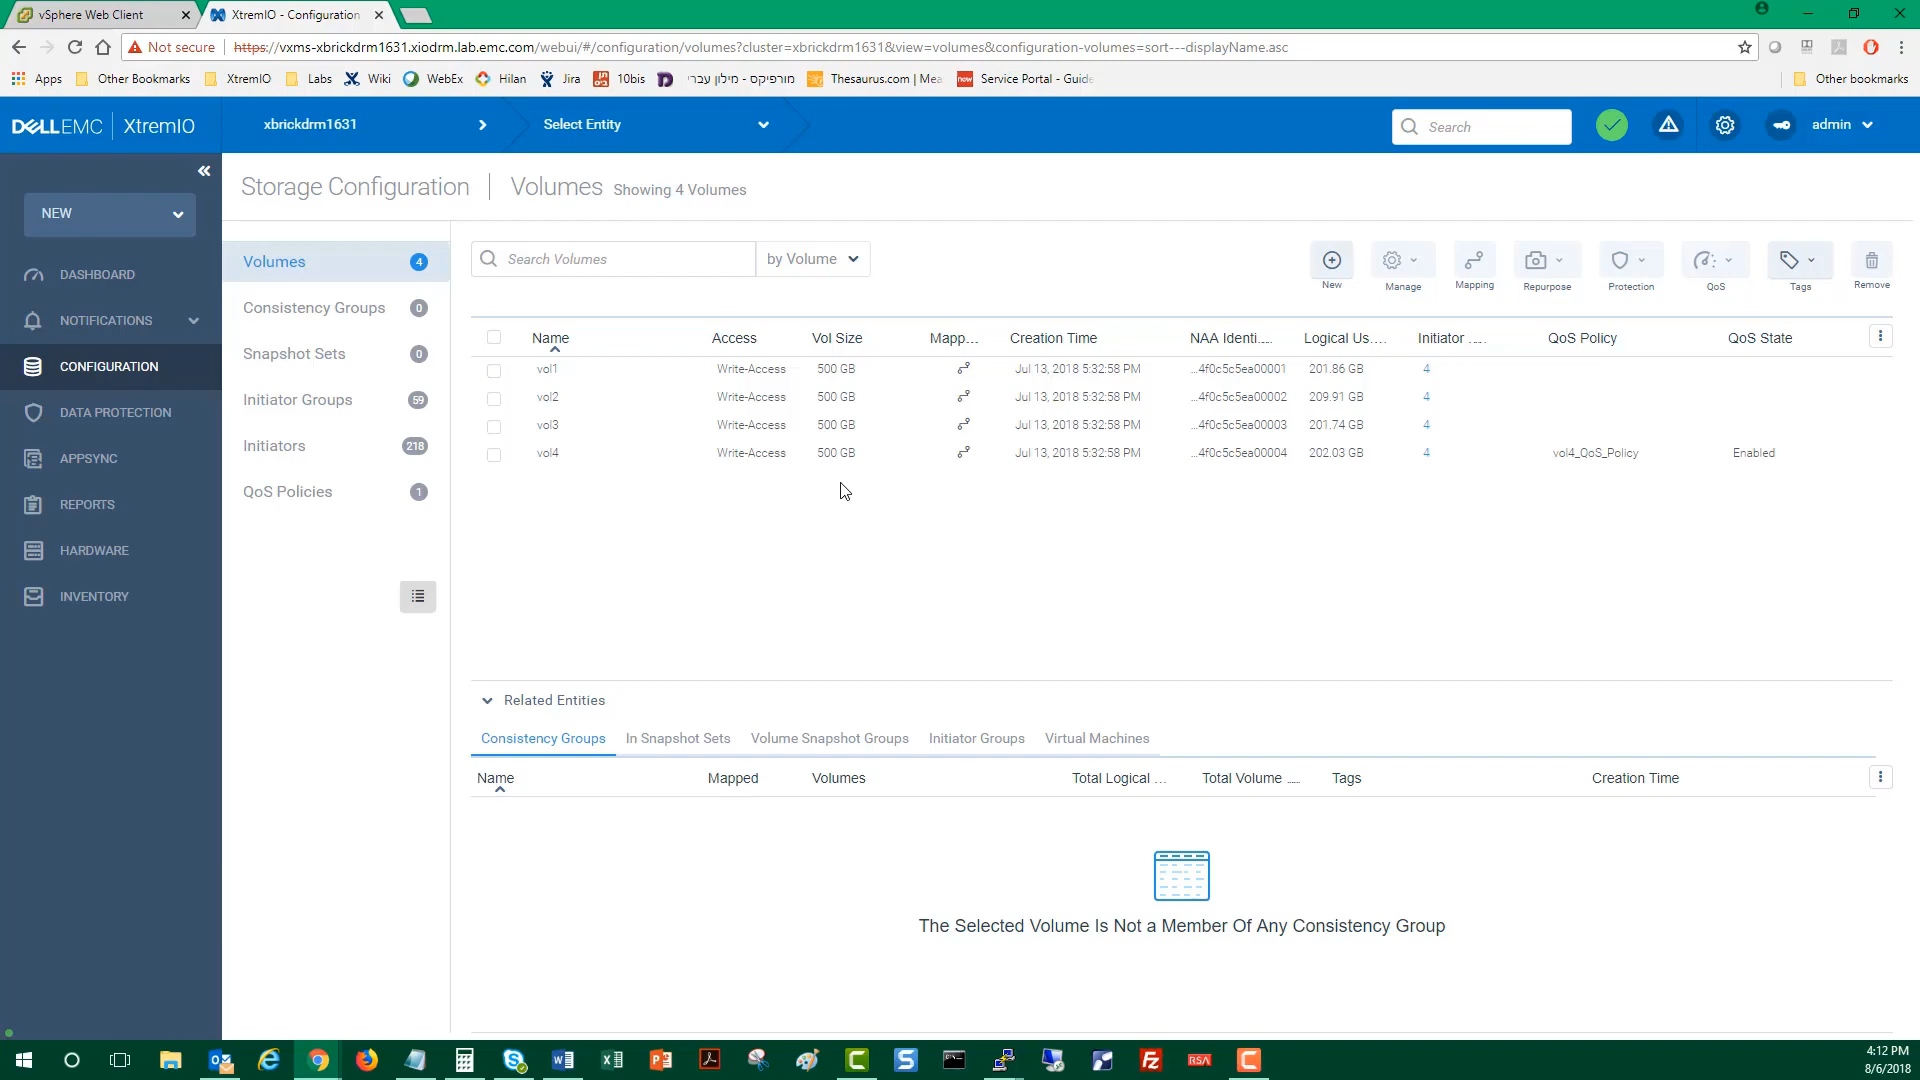 vSphere Web Client
XtremIO - Configuration
Not secure https://vxms-xbrickdrm1631.xiodrm.lab.emc.com/webui/#/configuration/volumes?cluster=xbrickdrm1631&view=volumes&configuration-volumes=sort---displayName.asc
Apps Other Bookmarks XtremIO Labs Wiki WebEx Hilan Jira 10bis מורפיקס - מילון עברי Thesaurus.com | Mea Service Portal - Guide Other bookmarks
DELLEMC XtremIO xbrickdrm1631 Select Entity Search admin
Storage Configuration Volumes Showing 4 Volumes
NEW
DASHBOARD
NOTIFICATIONS
CONFIGURATION
DATA PROTECTION
APPSYNC
REPORTS
HARDWARE
INVENTORY
Volumes 4
Consistency Groups 0
Snapshot Sets 0
Initiator Groups 59
Initiators 218
QoS Policies 1
Search Volumes by Volume
New Manage Mapping Repurpose Protection QoS Tags Remove
Name Access Vol Size Mapp... Creation Time NAA Identi..... Logical Us.... Initiator ..... QoS Policy QoS State
vol1 Write-Access 500 GB Jul 13, 2018 5:32:58 PM ...4f0c5c5ea00001 201.86 GB 4
vol2 Write-Access 500 GB Jul 13, 2018 5:32:58 PM ...4f0c5c5ea00002 209.91 GB 4
vol3 Write-Access 500 GB Jul 13, 2018 5:32:58 PM ...4f0c5c5ea00003 201.74 GB 4
vol4 Write-Access 500 GB Jul 13, 2018 5:32:58 PM ...4f0c5c5ea00004 202.03 GB 4 vol4_QoS_Policy Enabled
Related Entities
Consistency Groups In Snapshot Sets Volume Snapshot Groups Initiator Groups Virtual Machines
Name Mapped Volumes Total Logical ... Total Volume ..... Tags Creation Time
The Selected Volume Is Not a Member Of Any Consistency Group
RSA
4:12 PM
8/6/2018